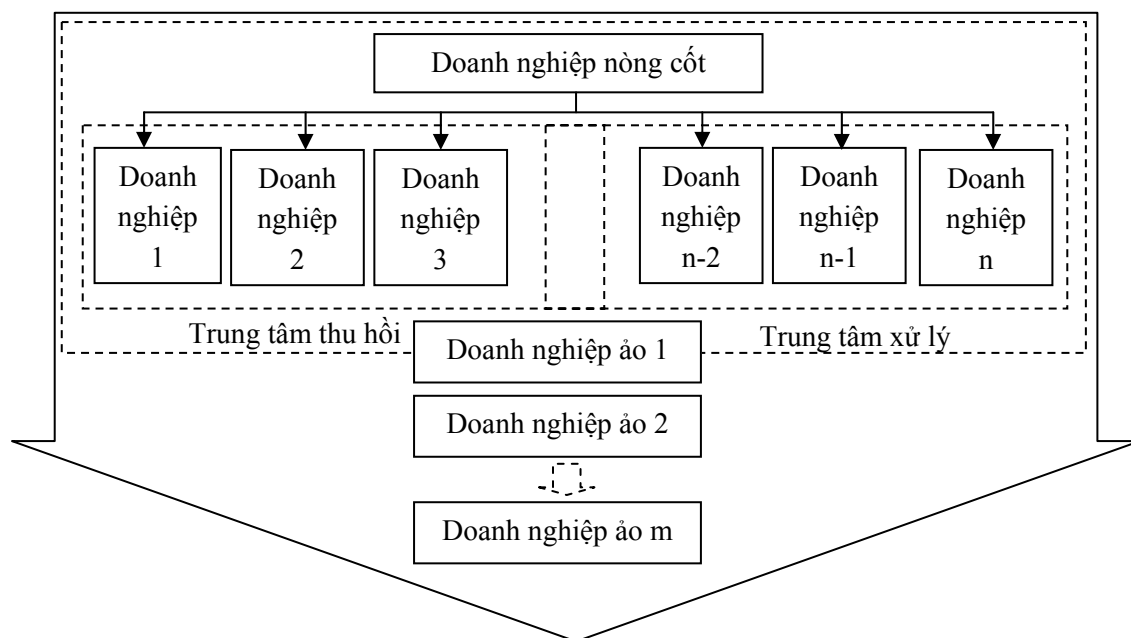 Doanh nghiệp nòng cốt
Doanh
nghiệp
1
Doanh
nghiệp
2
Doanh
nghiệp
3
Doanh
nghiệp
n-2
Doanh
nghiệp
n-1
Doanh
nghiệp
n
Trung tâm thu hồi
Trung tâm xử lý
Doanh nghiệp ảo 1
Doanh nghiệp ảo 2
Doanh nghiệp ảo m